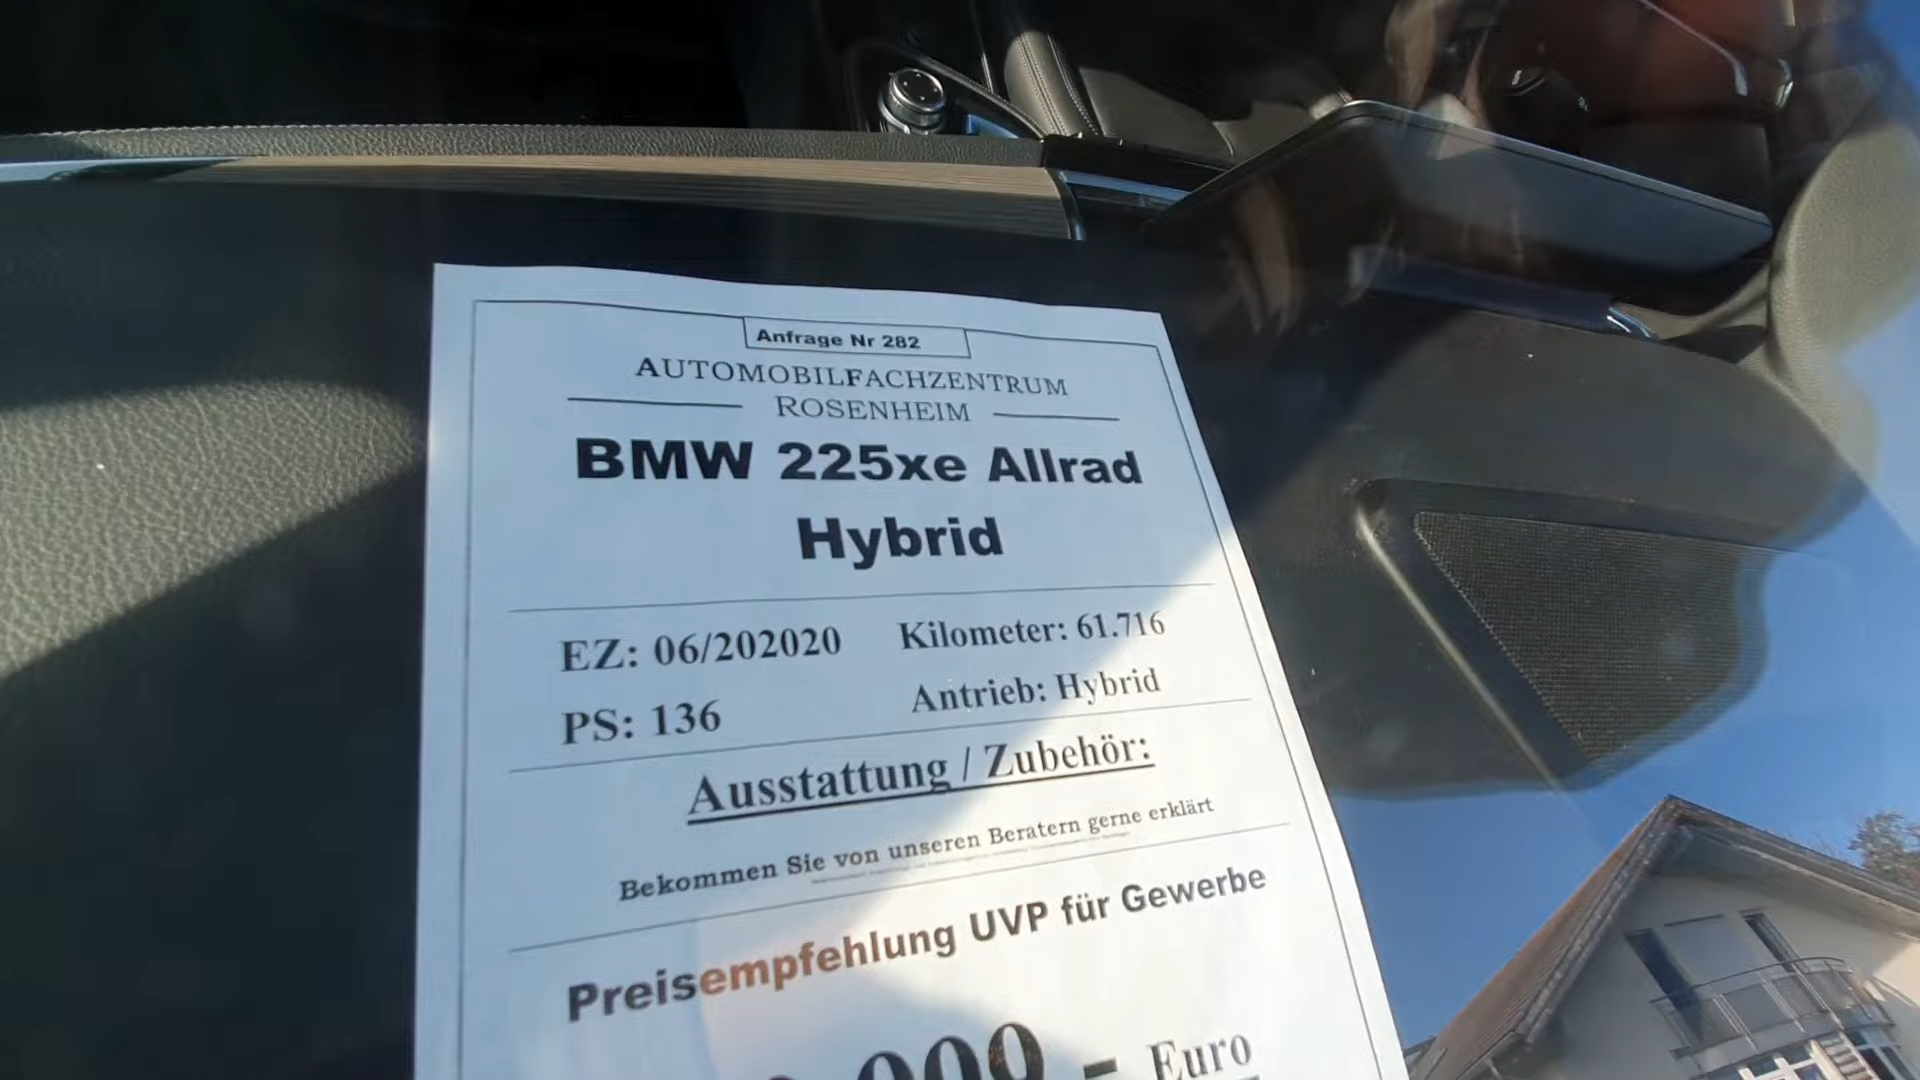 Anfrage Nr 282
AUTOMOBILFACHZENTRUM
ROSENHEIM
BMW 225xe Allrad
Hybrid
EZ: 06/202020 Kilometer: 61.716
PS: 136 Antrieb: Hybrid
Ausstattung / Zubehör:
Bekommen Sie von unseren Beratern gerne erklärt
Preisempfehlung UVP für Gewerbe
- Euro